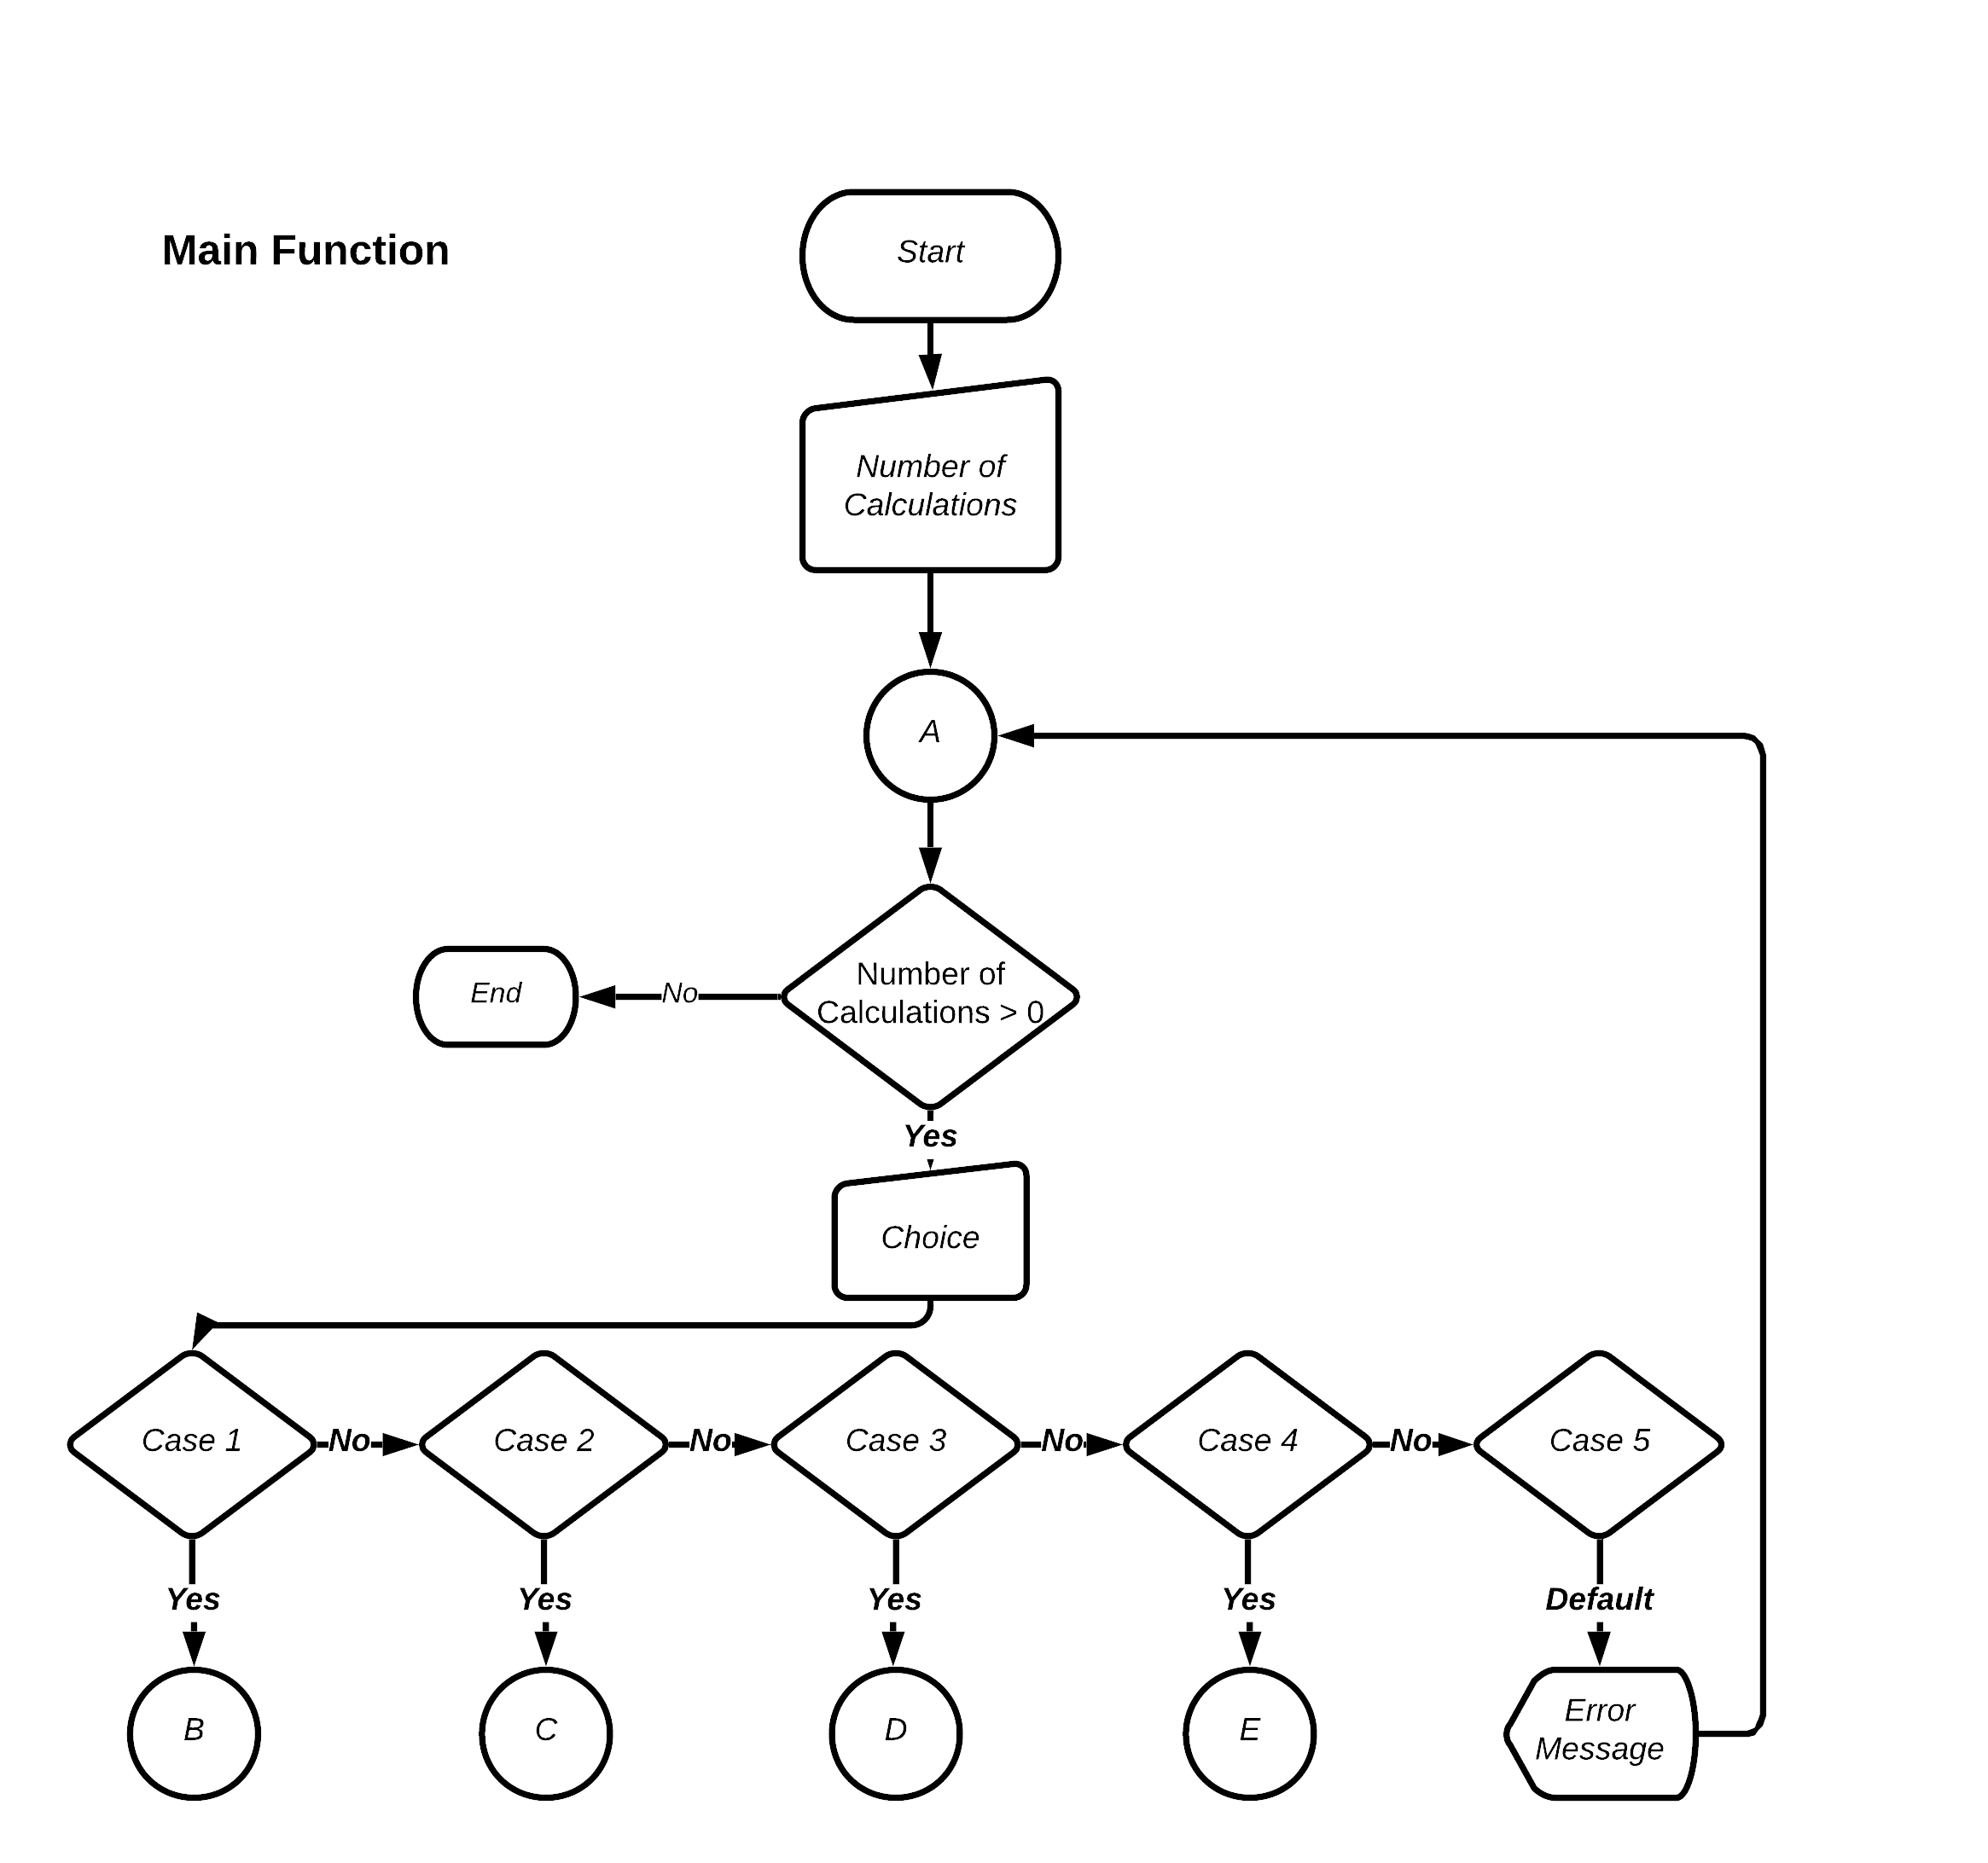 Main Function
Start
Number of
Calculations
A
Number of
Calculations > 0
No
End
Yes
Choice
Case 1
No
Case 2
No
Case 3
No
Case 4
No
Case 5
Yes
Yes
Yes
Yes
Default
B
C
D
E
Error
Message